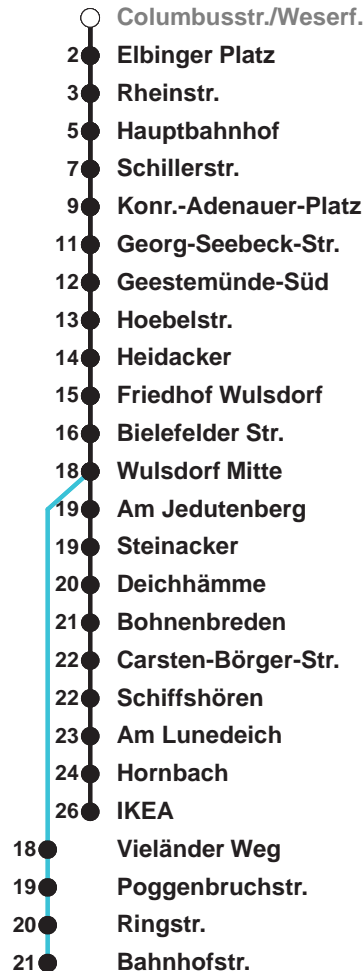 Columbusstr./Weserf.
2 Elbinger Platz
3 Rheinstr.
5 Hauptbahnhof
7 Schillerstr.
9 Konr.-Adenauer-Platz
11 Georg-Seebeck-Str.
12 Geestemünde-Süd
13 Hoebelstr.
14 Heidacker
15 Friedhof Wulsdorf
16 Bielefelder Str.
18 Wulsdorf Mitte
19 Am Jedutenberg
19 Steinacker
20 Deichhämme
21 Bohnenbreden
22 Carsten-Börger-Str.
22 Schiffshören
23 Am Lunedeich
24 Hornbach
26 IKEA
18 Vieländer Weg
19 Poggenbruchstr.
20 Ringstr.
21 Bahnhofstr.